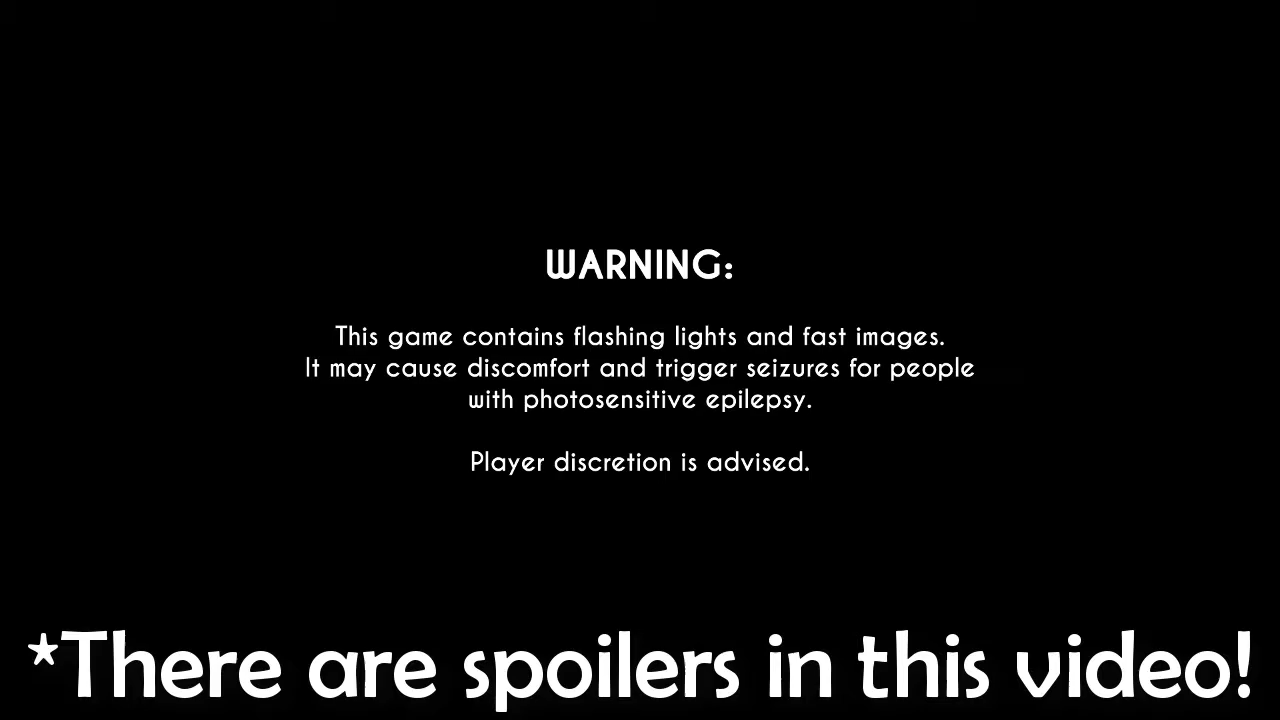 WARNING:
This game contains flashing lights and fast images.
It may cause discomfort and trigger seizures for people
with photosensitive epilepsy.
Player discretion is advised.
*There are spoilers in this video!